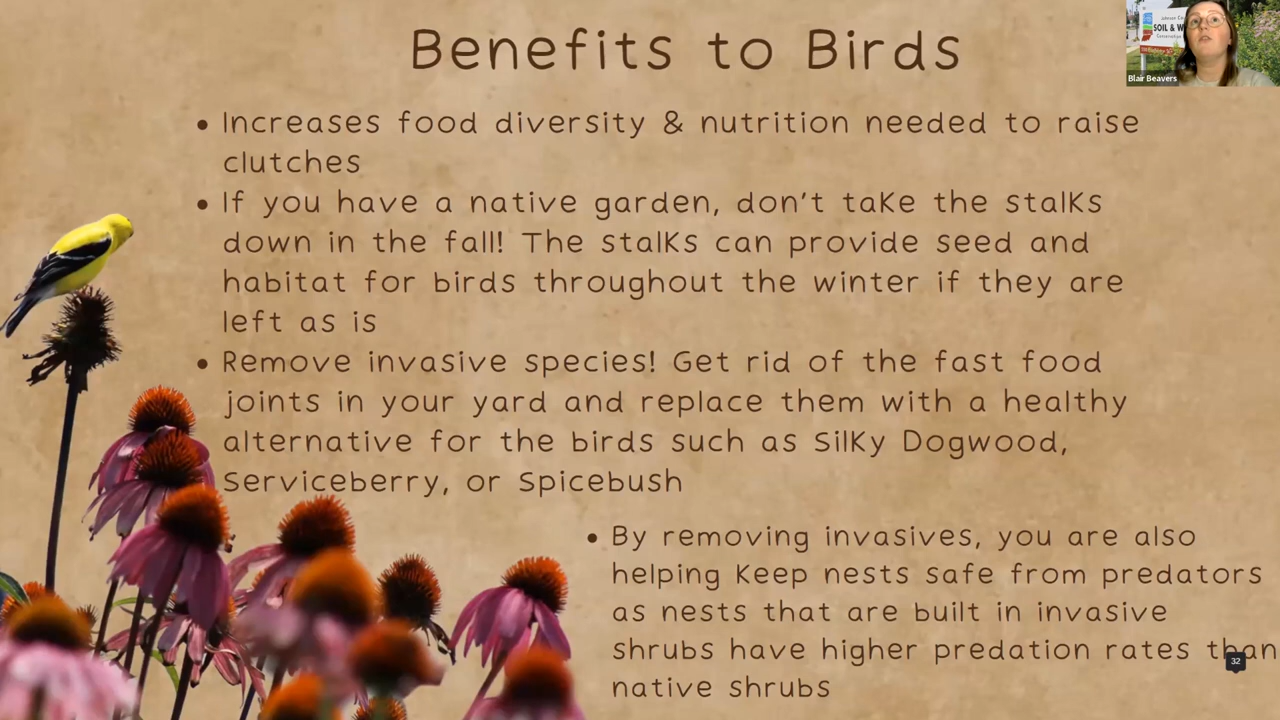 Benefits to Birds
SOIL & W
Blair Beavers
• Increases food diversity & nutrition needed to raise
clutches
• If you have a native garden, don't take the stalks
down in the fall! The stalks can provide seed and
habitat for birds throughout the winter if they are
left as is
• Remove invasive species! Get rid of the fast food
joints in your yard and replace them with a healthy
alternative for the birds such as Silky Dogwood,
Serviceberry, or Spicebush
• By removing invasives, you are also
helping keep nests safe from predators
as nests that are built in invasive
shrubs have higher predation rates than
native shrubs
32